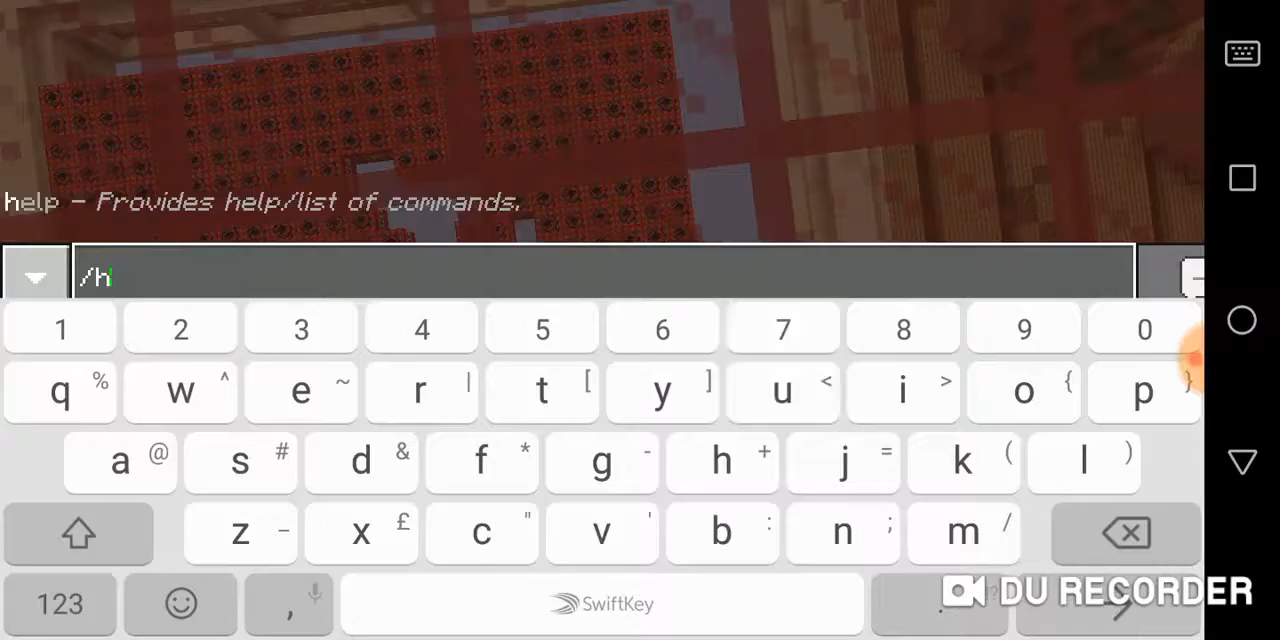 help – Provides help/list of commands.
/h
1 2 3 4 5 6 7 8 9 0
q % w ^ e ~ r | t [ y ] u < i > o { p }
a @ s # d & f * g - h + j = k ( l )
z – x £ c " v ' b : n ; m /
123 , SwiftKey .
DU RECORDER